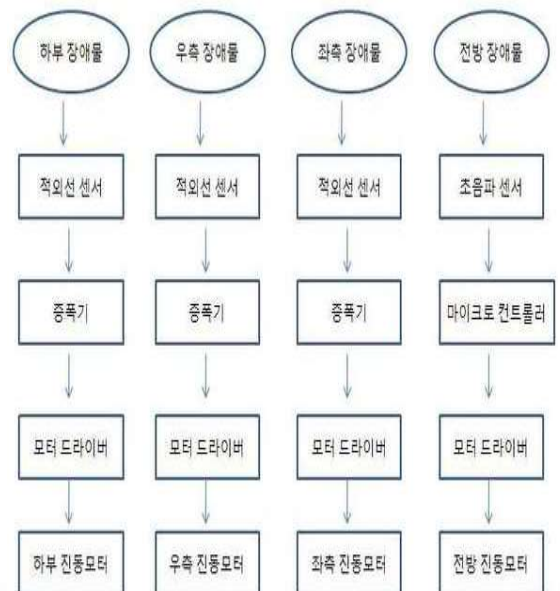 하부 장애물
우측 장애물
좌측 장애물
전방 장애물
적외선 센서
적외선 센서
적외선 센서
초음파 센서
증폭기
증폭기
증폭기
마이크로 컨트롤러
모터 드라이버
모터 드라이버
모터 드라이버
모터 드라이버
하부 진동모터
우측 진동모터
좌측 진동모터
전방 진동모터